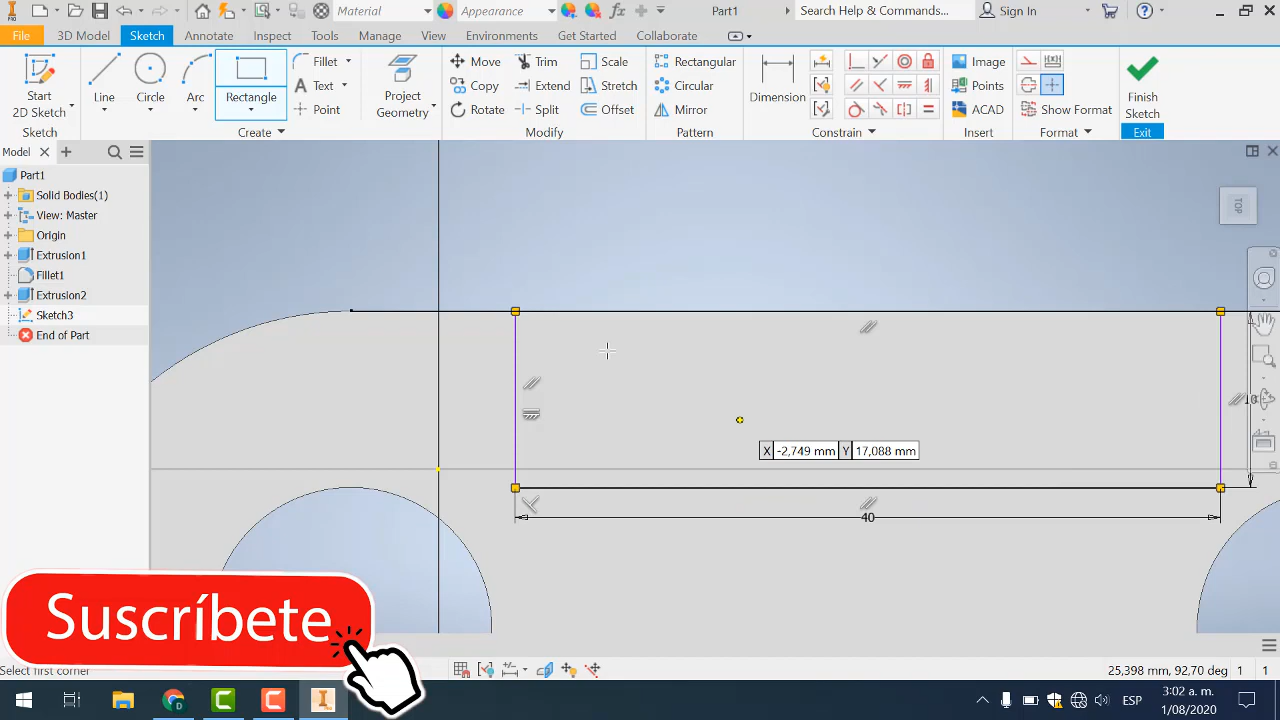 Material
Appearance
Part1
Search Help & Commands...
Sign In
File
3D Model
Sketch
Annotate
Inspect
Tools
Manage
View
Environments
Get Started
Collaborate
Start
2D Sketch
Line
Circle
Arc
Rectangle
Fillet
Text
Point
Project
Geometry
Move
Trim
Scale
Copy
Extend
Stretch
Rotate
Split
Offset
Rectangular
Circular
Mirror
Dimension
Image
Points
ACAD
Show Format
Finish
Sketch
Sketch
Create
Modify
Pattern
Constrain
Insert
Format
Exit
Model
Part1
Solid Bodies(1)
View: Master
Origin
Extrusion1
Fillet1
Extrusion2
Sketch3
End of Part
TOP
X -2,749 mm Y 17,088 mm
10
40
Suscríbete
Select first corner
25,398 mm, 92,70 deg 1 1
ESP
3:02 a. m.
1/08/2020